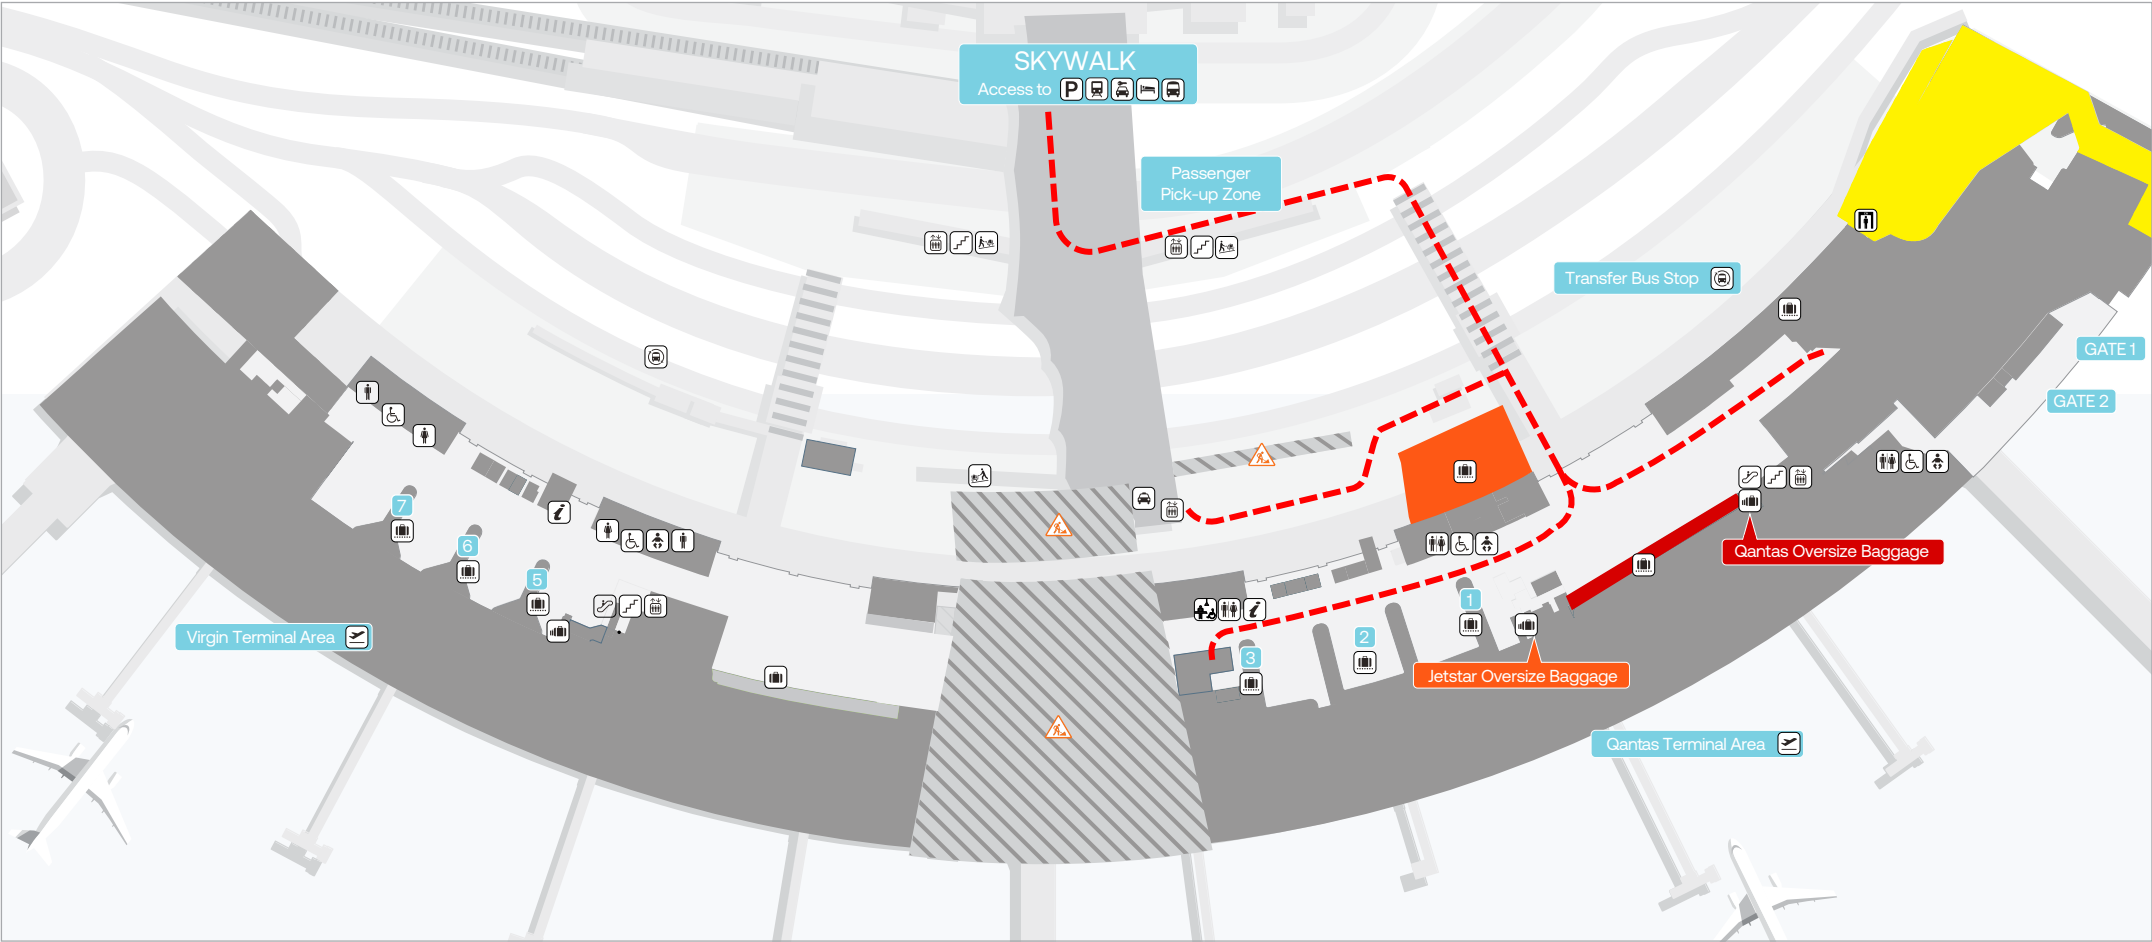 SKYWALK
Access to P
Passenger
Pick-up Zone
Transfer Bus Stop
GATE 1
GATE 2
7
6
5
i
Qantas Oversize Baggage
i
1
2
3
Virgin Terminal Area
Jetstar Oversize Baggage
Qantas Terminal Area